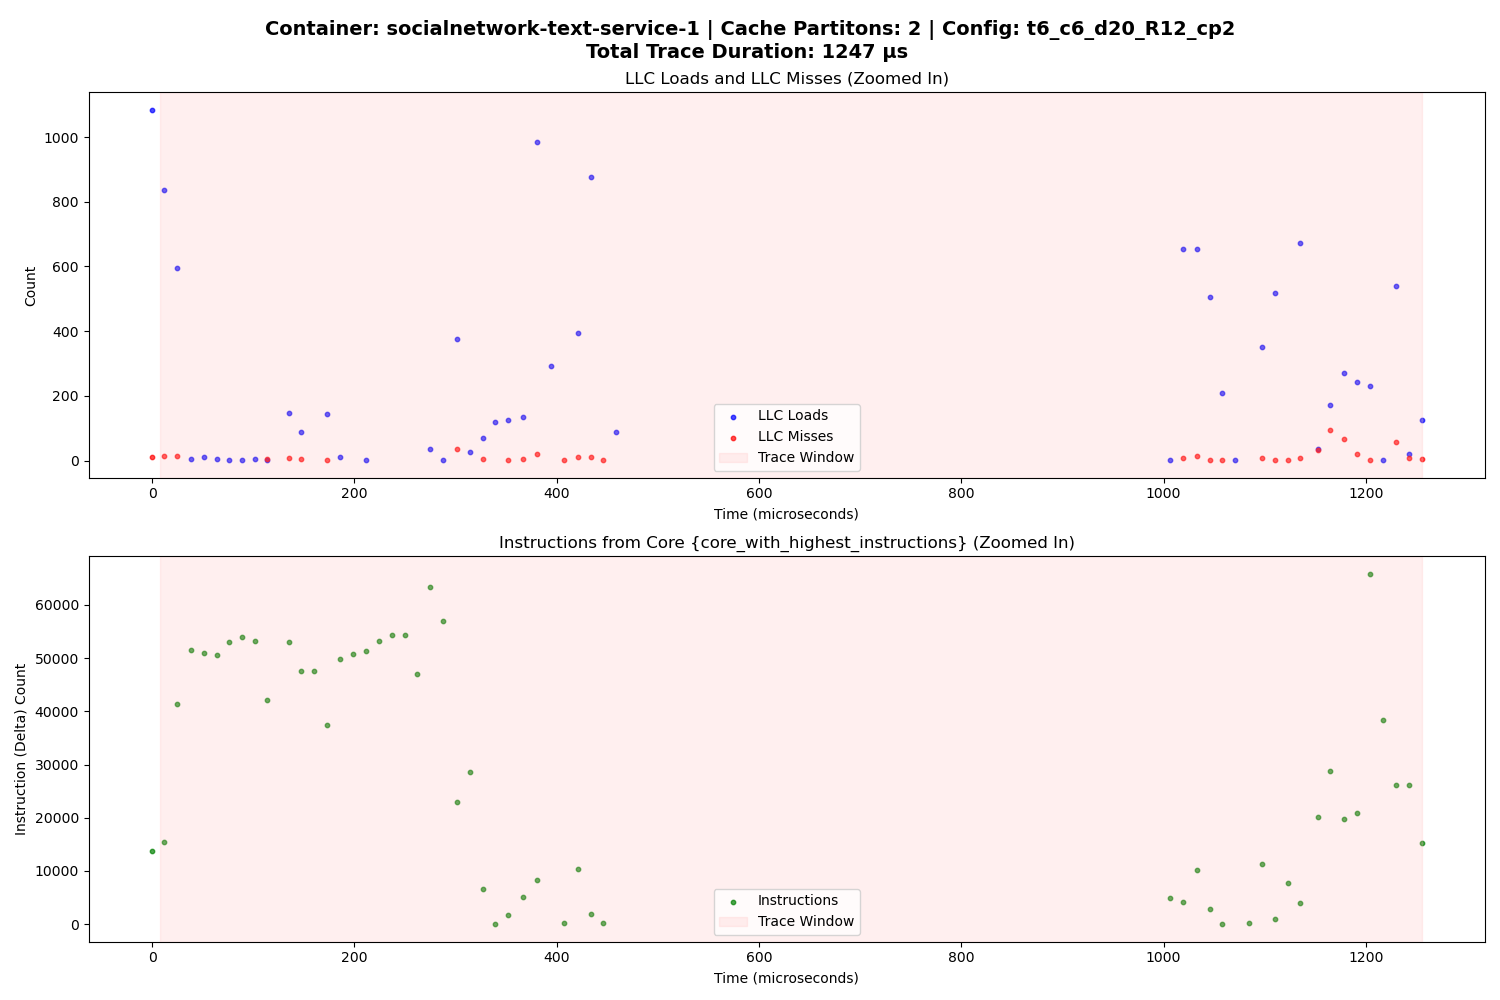 Container: socialnetwork-text-service-1 | Cache Partitons: 2 | Config: t6_c6_d20_R12_cp2
Total Trace Duration: 1247 µs
LLC Loads and LLC Misses (Zoomed In)
1000
800
600
400
200
0
Count
LLC Loads
LLC Misses
Trace Window
0 200 400 600 800 1000 1200
Time (microseconds)
Instructions from Core {core_with_highest_instructions} (Zoomed In)
60000
50000
40000
30000
20000
10000
0
Instruction (Delta) Count
Instructions
Trace Window
0 200 400 600 800 1000 1200
Time (microseconds)